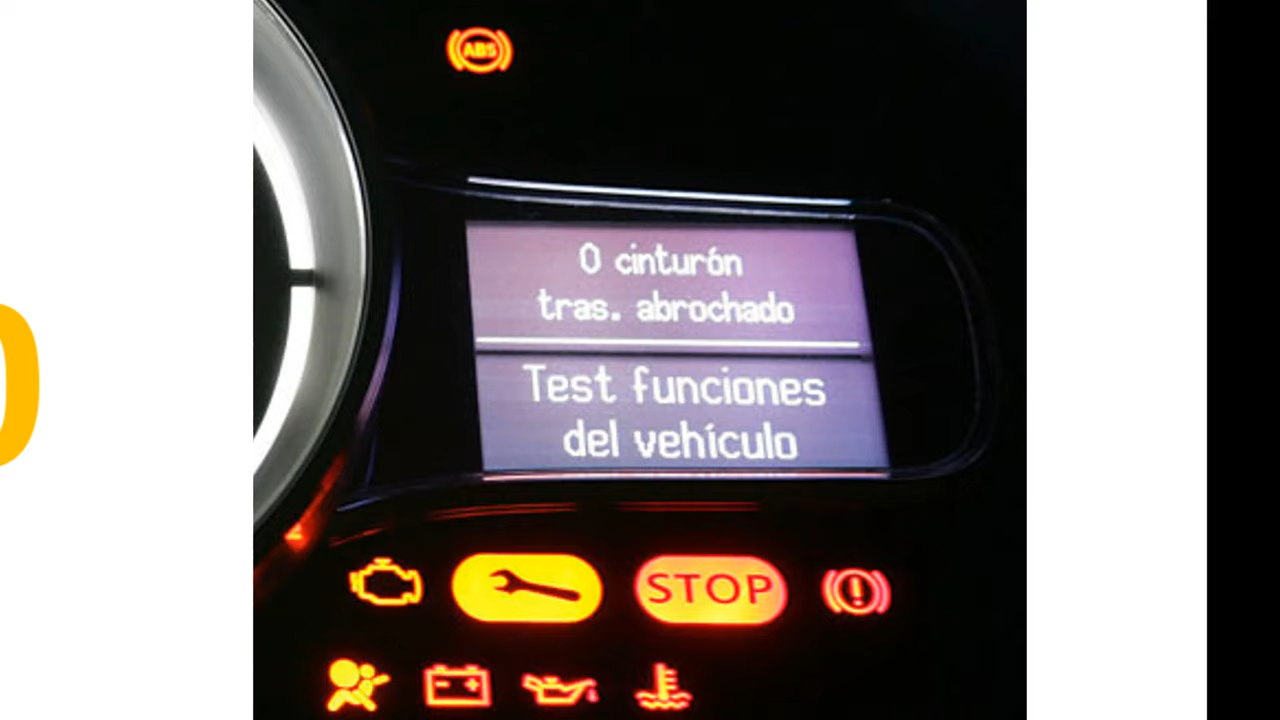 ABS
0 cinturón
tras. abrochado
Test funciones
del vehículo
STOP